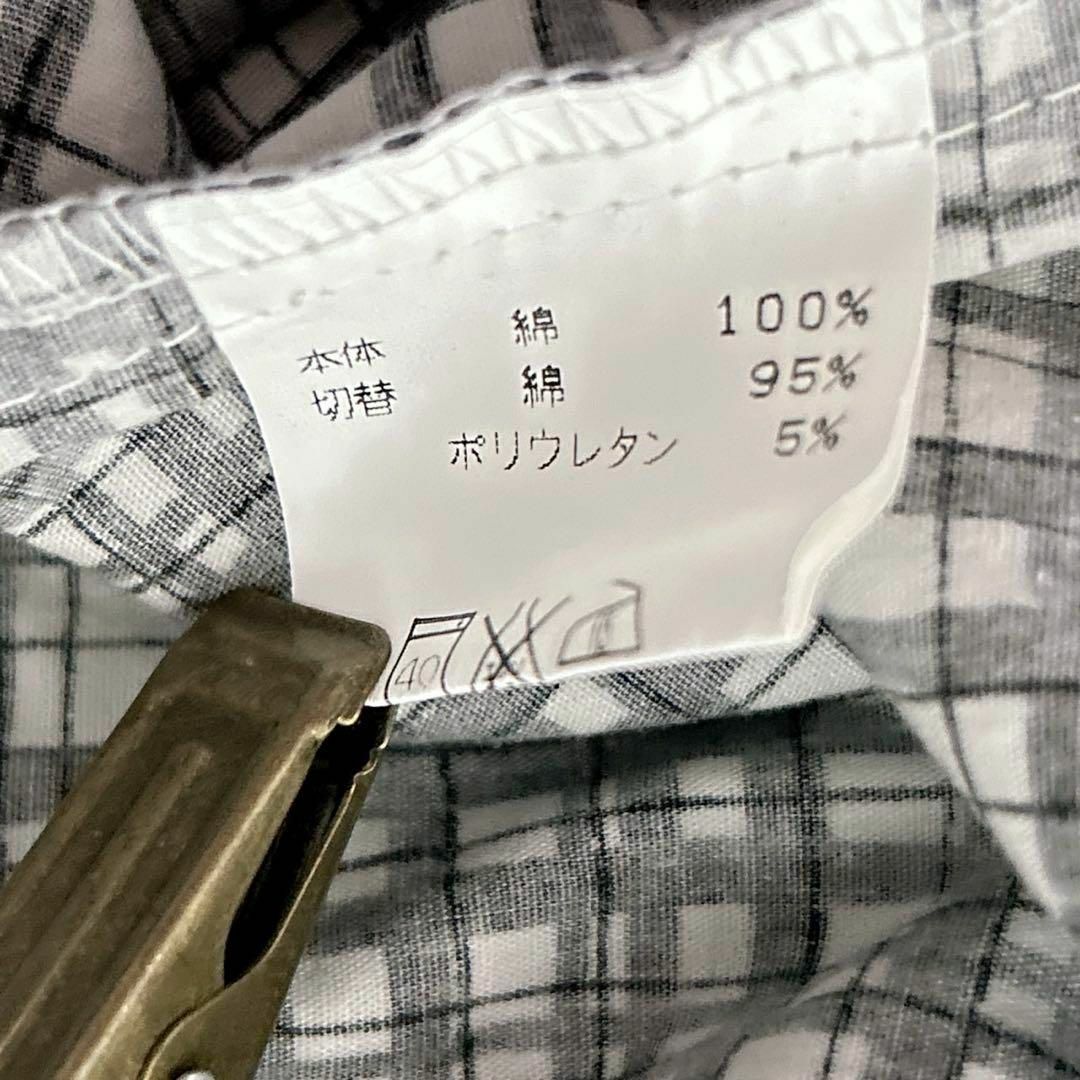 本体 綿 100%
切替 綿 95%
ポリウレタン 5%
40